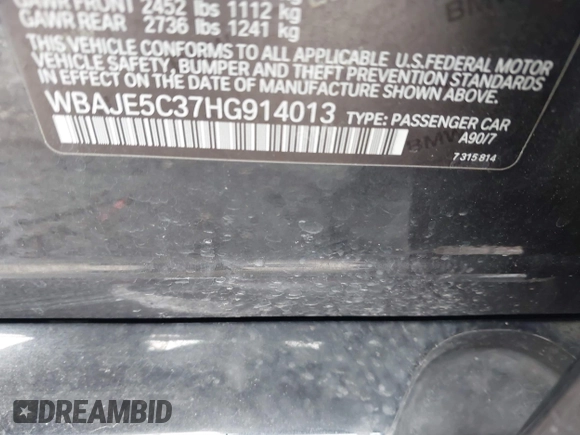 GAWR FRONT 2452 lbs 1112 kg
GAWR REAR 2736 lbs 1241 kg
THIS VEHICLE CONFORMS TO ALL APPLICABLE U.S.FEDERAL MOTOR
VEHICLE SAFETY, BUMPER AND THEFT PREVENTION STANDARDS
IN EFFECT ON THE DATE OF MANUFACTURE SHOWN ABOVE.
WBAJE5C37HG914013 TYPE: PASSENGER CAR
A90/7
7 315 814
DREAMBID